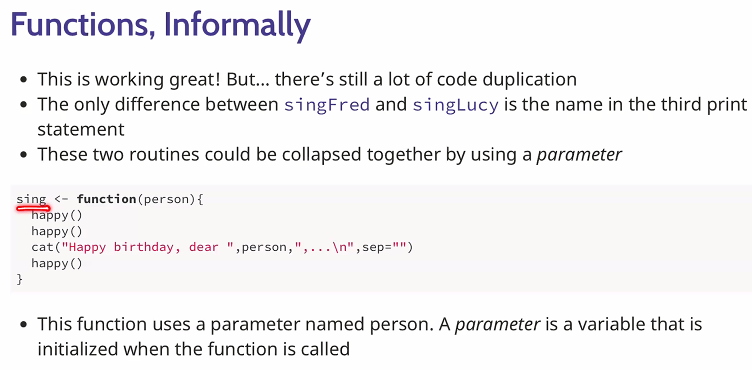 Functions, Informally
• This is working great! But... there's still a lot of code duplication
• The only difference between singFred and singLucy is the name in the third print
statement
• These two routines could be collapsed together by using a parameter
sing <- function(person){
  happy()
  happy()
  cat("Happy birthday, dear ",person,",...\n",sep="")
  happy()
}
• This function uses a parameter named person. A parameter is a variable that is
initialized when the function is called